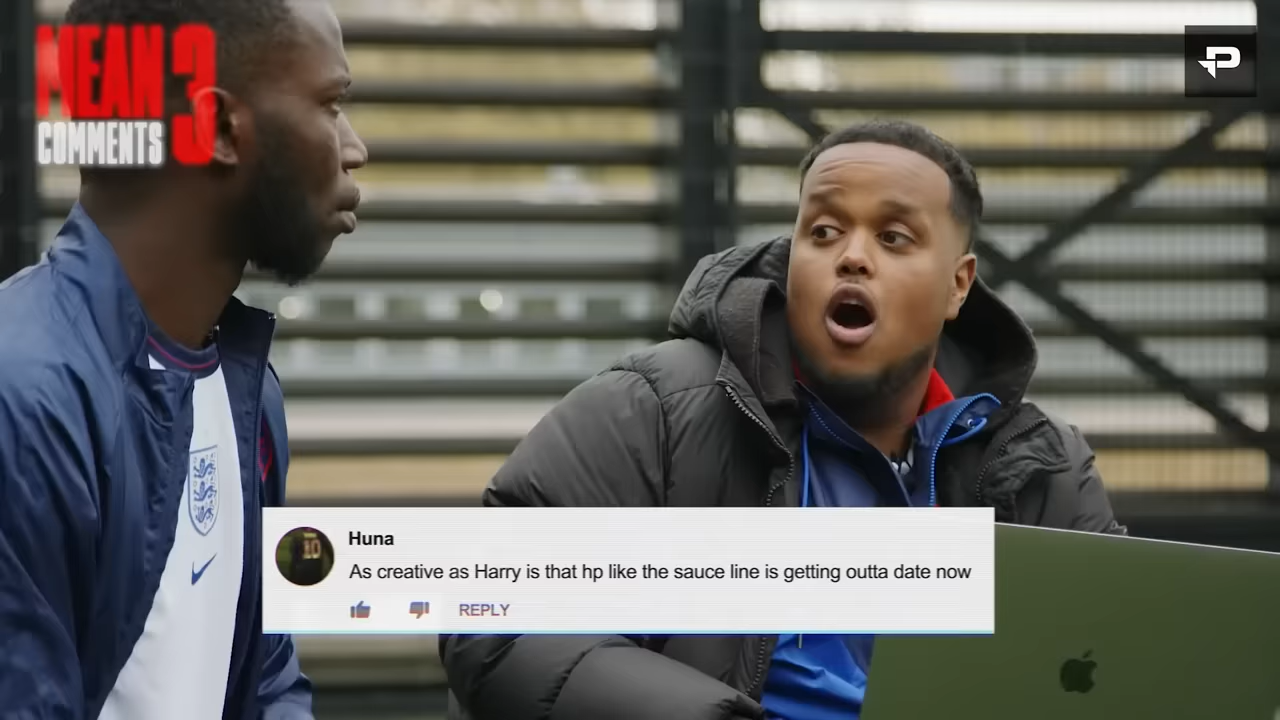 MEAN 3
COMMENTS
P
Huna
10
As creative as Harry is that hp like the sauce line is getting outta date now
REPLY